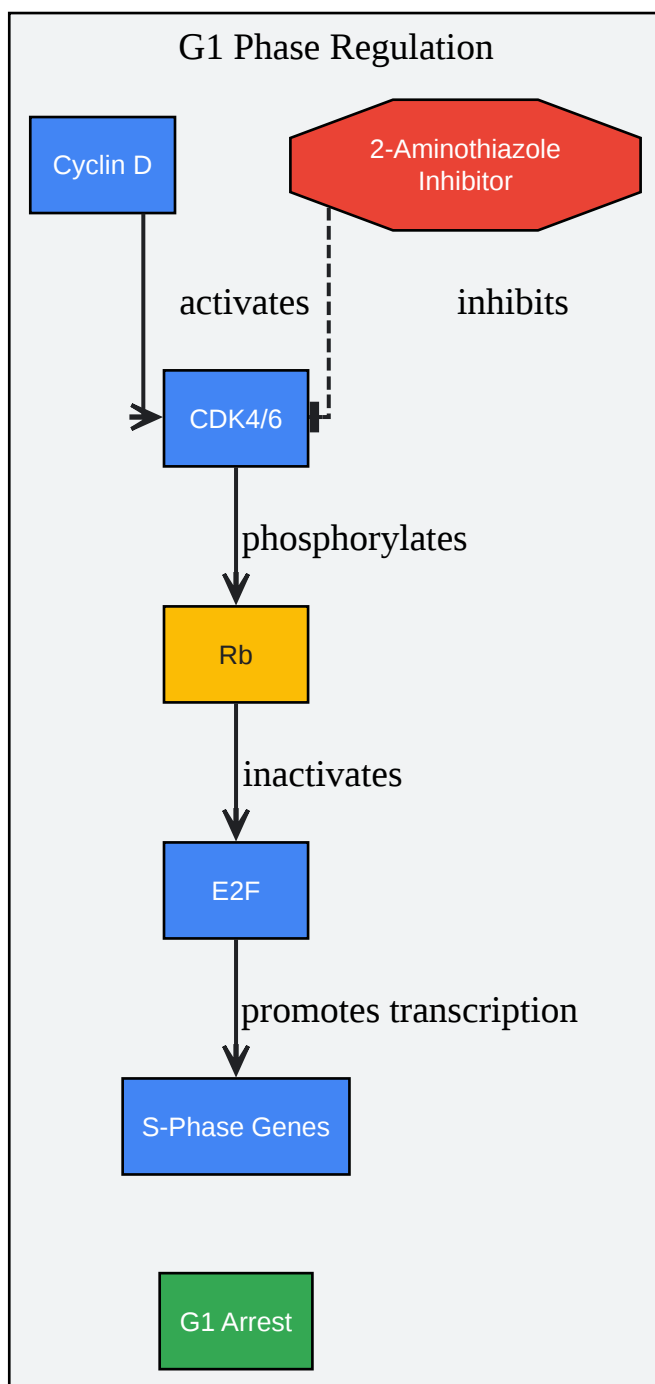 G1 Phase Regulation
Cyclin D
2-Aminothiazole
Inhibitor
activates
inhibits
CDK4/6
phosphorylates
Rb
inactivates
E2F
promotes transcription
S-Phase Genes
G1 Arrest